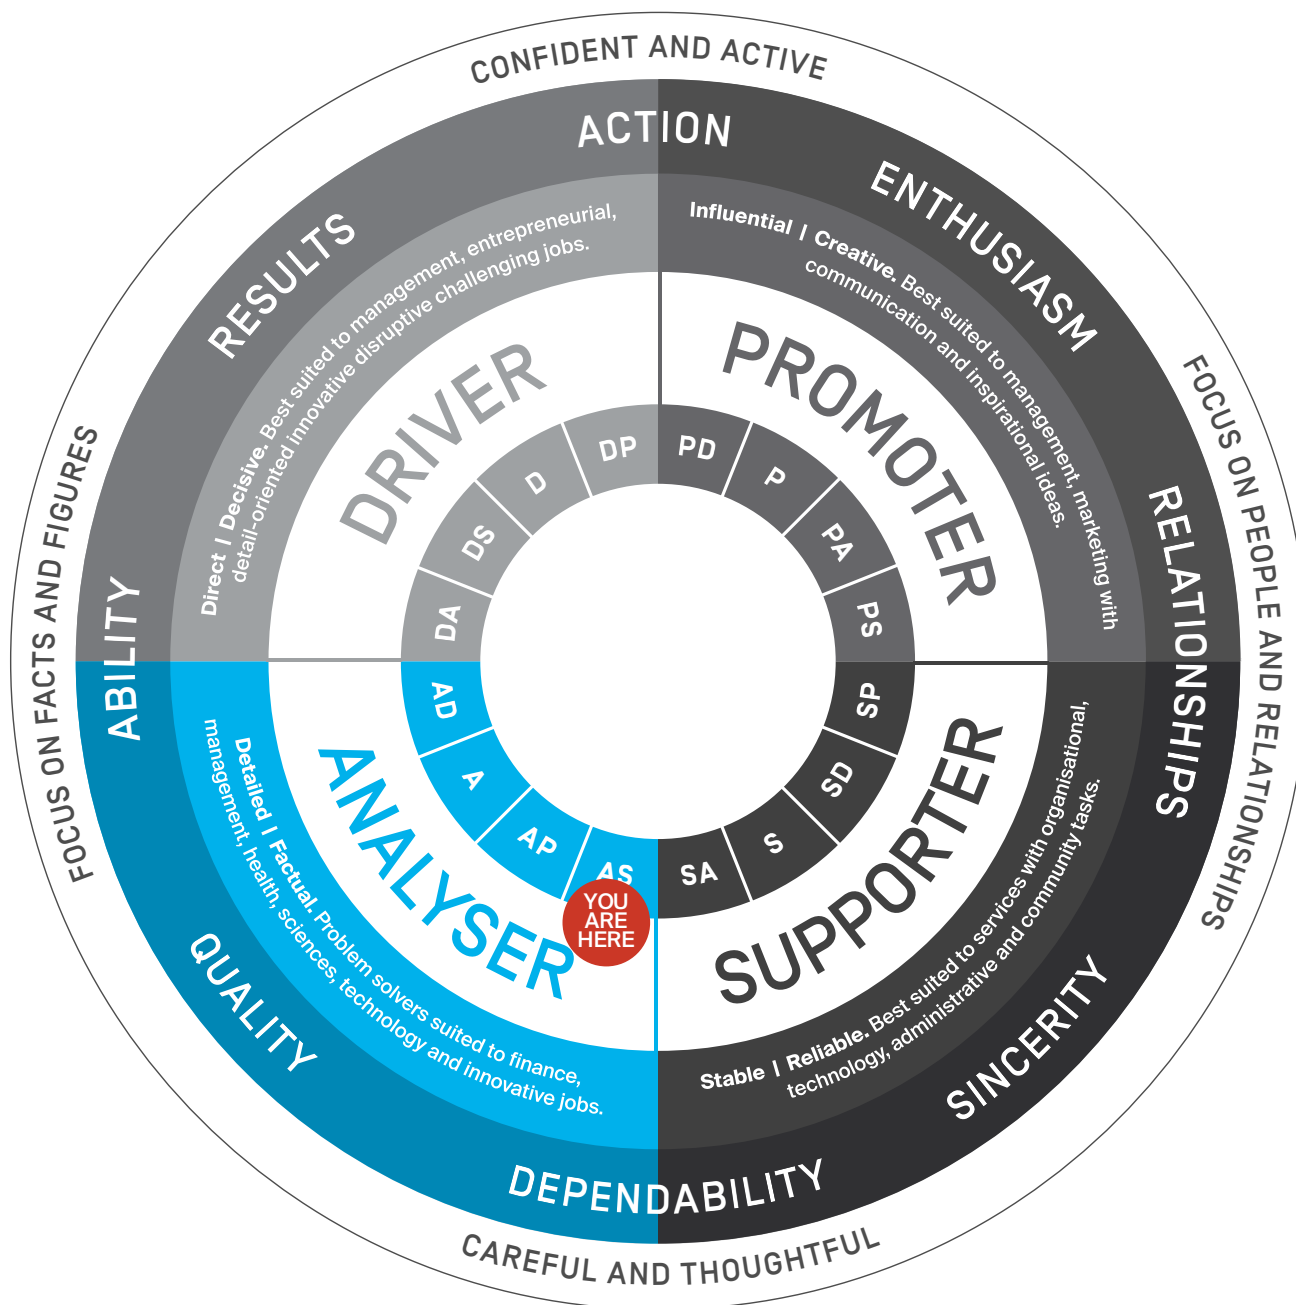 CONFIDENT AND ACTIVE
ACTION
RESULTS
ENTHUSIASM
Direct | Decisive. Best suited to management, entrepreneurial,
detail-oriented innovative disruptive challenging jobs.
Influential | Creative. Best suited to management, marketing with
communication and inspirational ideas.
DRIVER
PROMOTER
FOCUS ON FACTS AND FIGURES
FOCUS ON PEOPLE AND RELATIONSHIPS
ABILITY
RELATIONSHIPS
DA
DS
D
DP
PD
P
PA
PS
AD
A
AP
AS
SA
S
SD
SP
YOU
ARE
HERE
ANALYSER
SUPPORTER
Detailed | Factual. Problem solvers suited to finance,
management, health, sciences, technology and innovative jobs.
Stable | Reliable. Best suited to services with organisational,
technology, administrative and community tasks.
QUALITY
SINCERITY
DEPENDABILITY
CAREFUL AND THOUGHTFUL